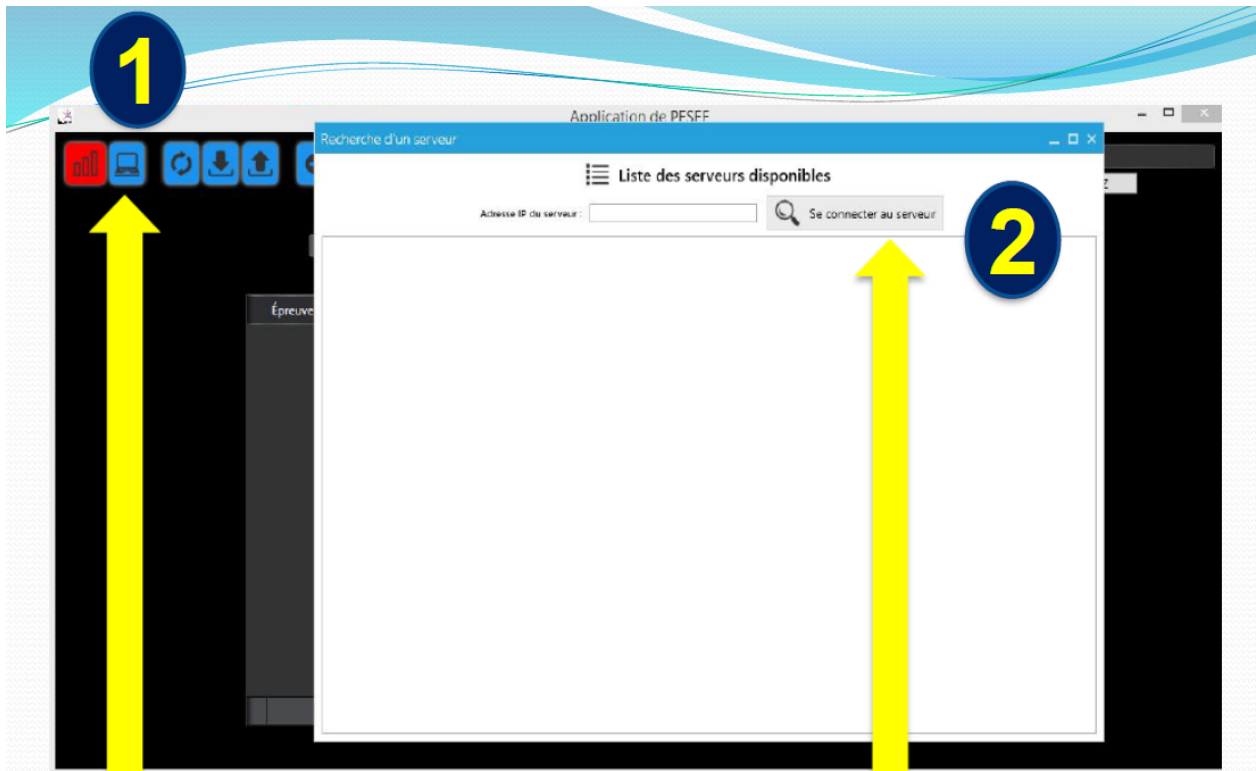 1
Application de PESEE
Recherche d'un serveur
Liste des serveurs disponibles
Adresse IP du serveur :
Se connecter au serveur
2
Épreuve